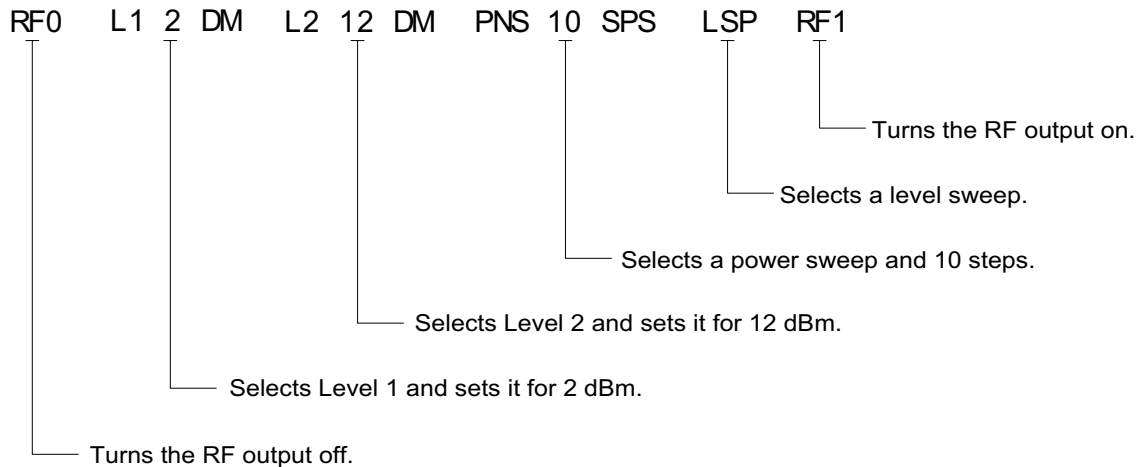 RF0 L1 2 DM L2 12 DM PNS 10 SPS LSP RF1
Turns the RF output on.
Selects a level sweep.
Selects a power sweep and 10 steps.
Selects Level 2 and sets it for 12 dBm.
Selects Level 1 and sets it for 2 dBm.
Turns the RF output off.